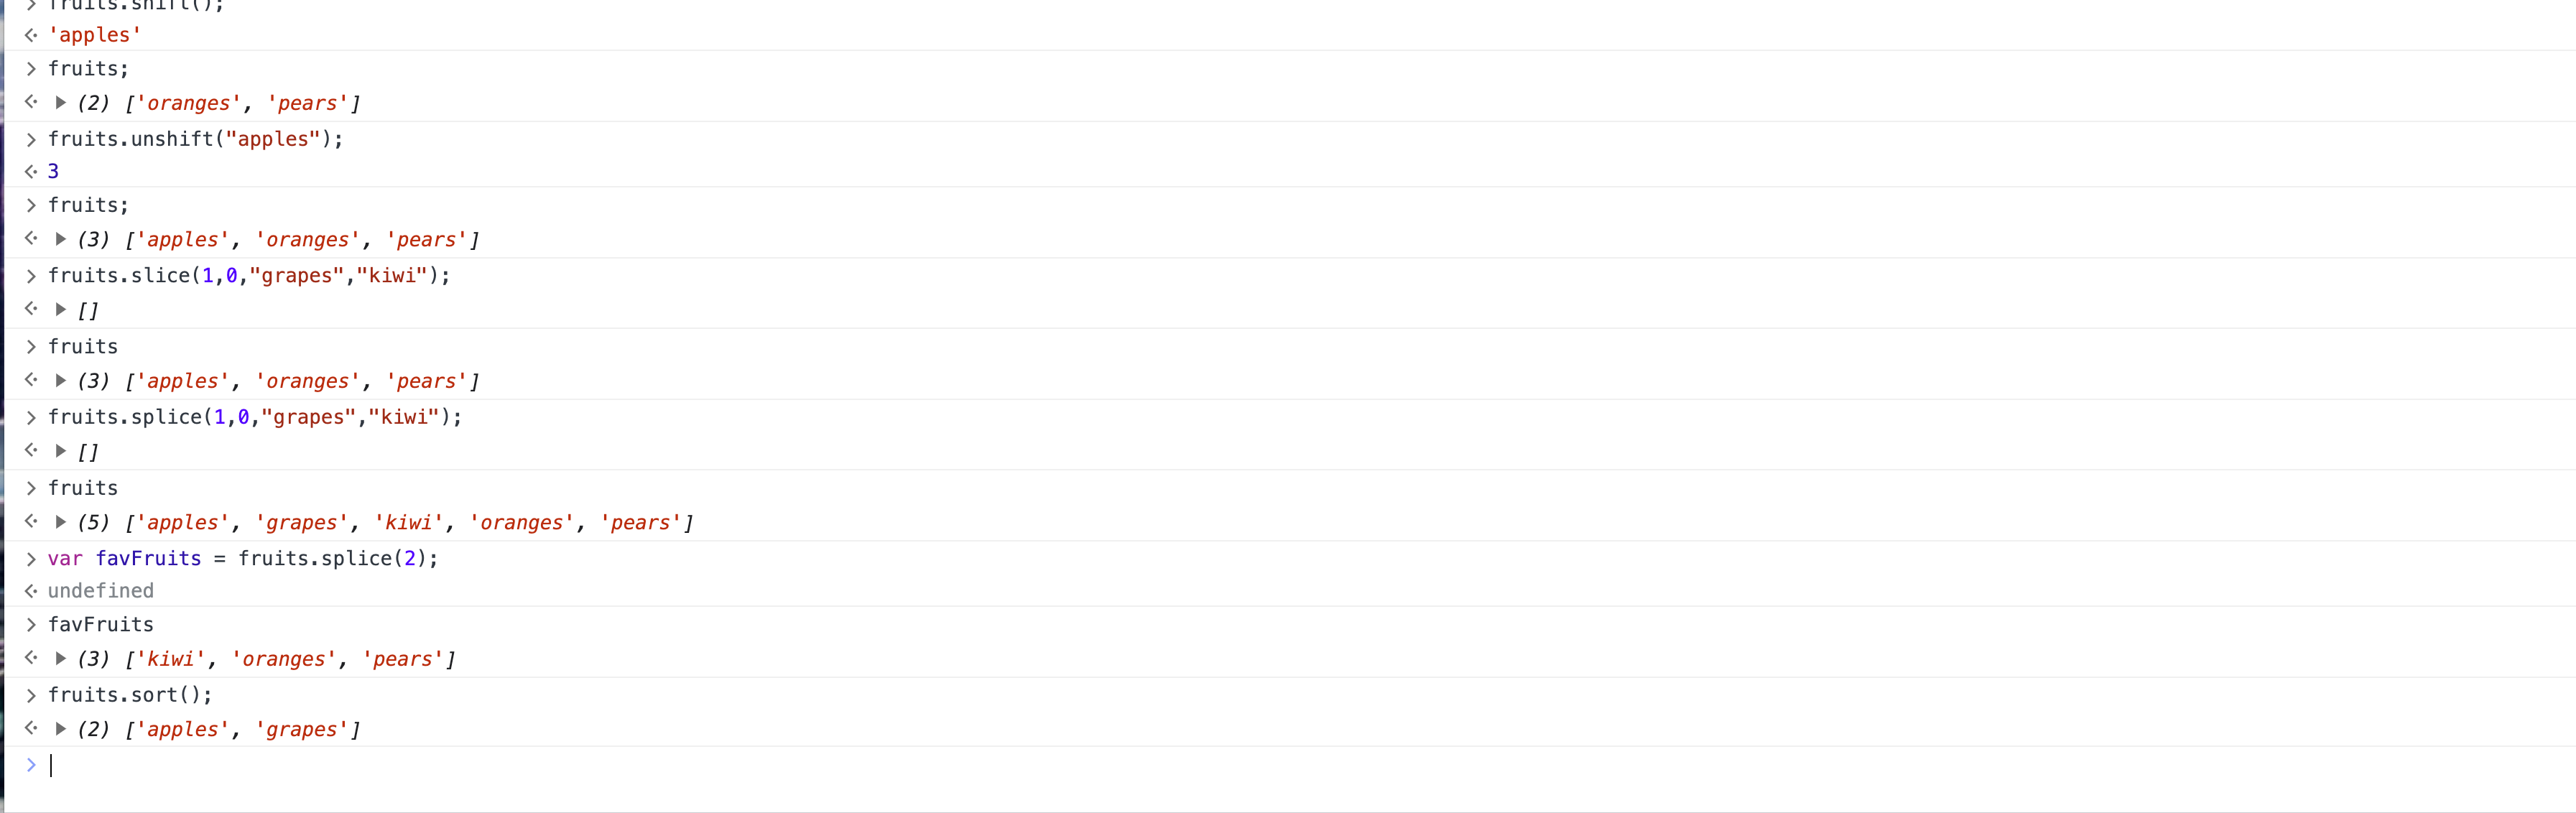 > fruits.shift();
<· 'apples'
> fruits;
<· ▶ (2) ['oranges', 'pears']
> fruits.unshift("apples");
<· 3
> fruits;
<· ▶ (3) ['apples', 'oranges', 'pears']
> fruits.slice(1,0,"grapes","kiwi");
<· ▶ []
> fruits
<· ▶ (3) ['apples', 'oranges', 'pears']
> fruits.splice(1,0,"grapes","kiwi");
<· ▶ []
> fruits
<· ▶ (5) ['apples', 'grapes', 'kiwi', 'oranges', 'pears']
> var favFruits = fruits.splice(2);
<· undefined
> favFruits
<· ▶ (3) ['kiwi', 'oranges', 'pears']
> fruits.sort();
<· ▶ (2) ['apples', 'grapes']
>